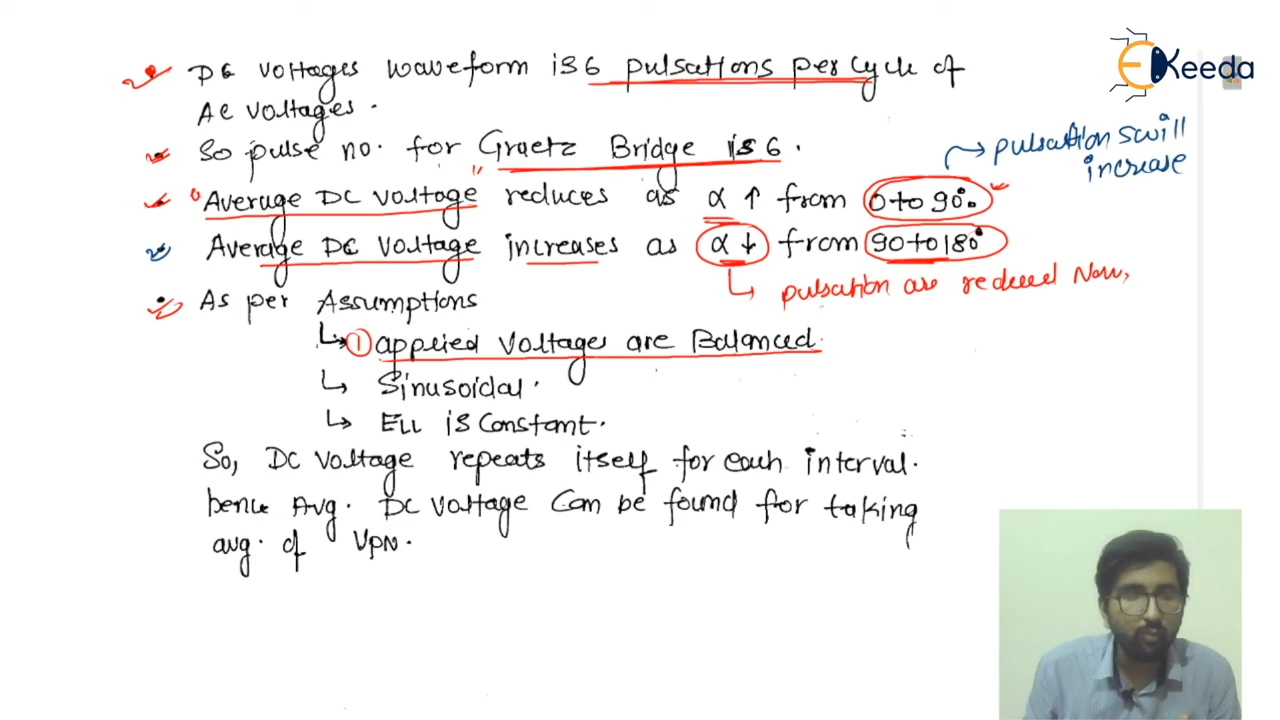 DC voltages waveform is 6 pulsations per cycle of
AC voltages.
So pulse no. for Graetz Bridge is 6.
pulsations will
increase
"Average DC voltage" reduces as α ↑ from 0 to 90°.
Average DC voltage increases as α ↓ from 90 to 180°
pulsation are reduced Now,
As per Assumptions
↳ ① applied voltages are Balanced.
↳ Sinusoidal.
↳ ELL is Constant.
So, DC voltage repeats itself for each interval.
hence Avg. DC voltage can be found for taking
avg. of VPN.
EKeeda